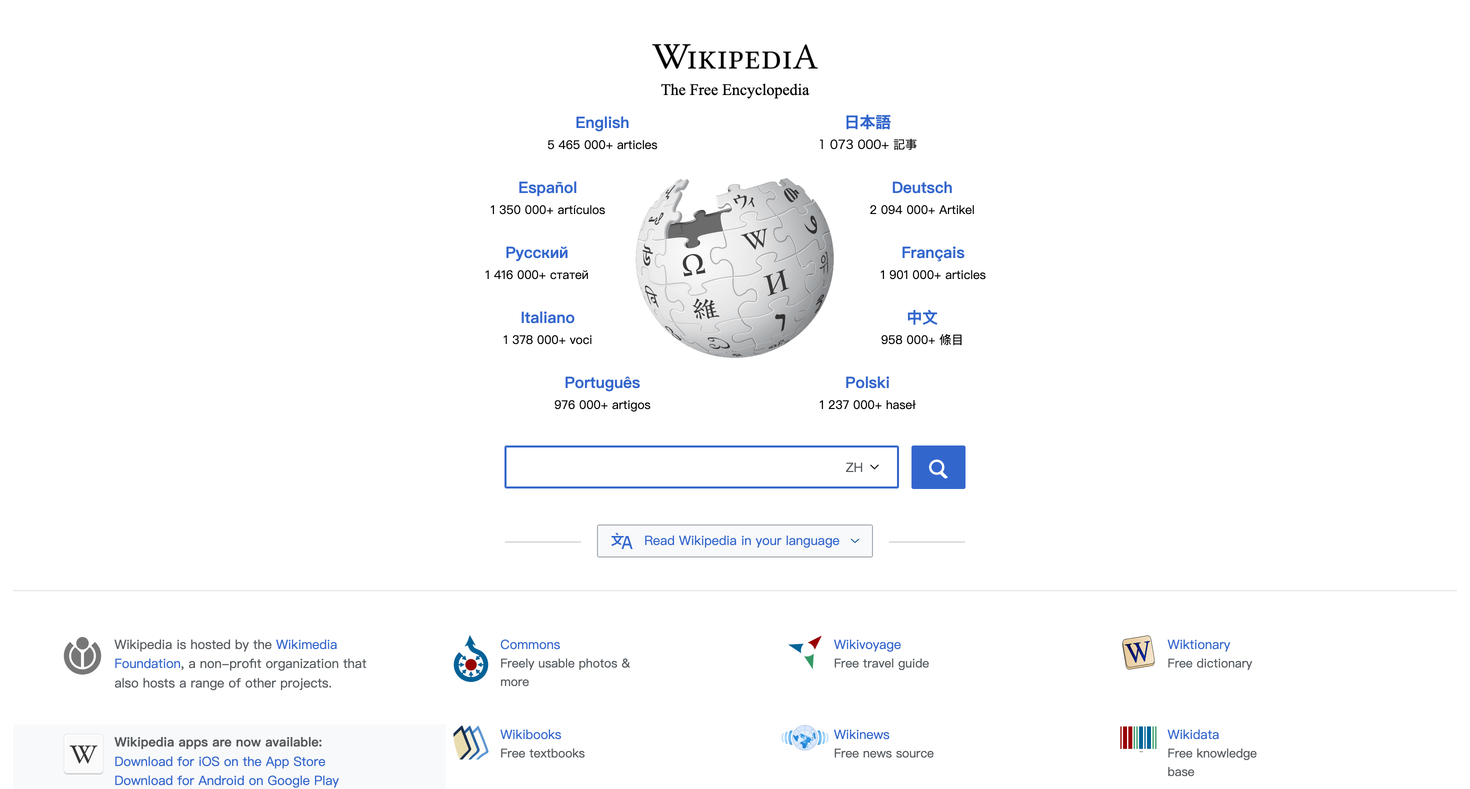 WIKIPEDIA
The Free Encyclopedia
English
5 465 000+ articles
日本語
1 073 000+ 記事
Español
1 350 000+ artículos
Deutsch
2 094 000+ Artikel
Русский
1 416 000+ статей
Français
1 901 000+ articles
Italiano
1 378 000+ voci
中文
958 000+ 條目
Português
976 000+ artigos
Polski
1 237 000+ haseł
Ω
W
И
維
ウィ
ZH
Read Wikipedia in your language
Wikipedia is hosted by the Wikimedia
Foundation, a non-profit organization that
also hosts a range of other projects.
Commons
Freely usable photos &
more
Wikivoyage
Free travel guide
W
Wiktionary
Free dictionary
W
Wikipedia apps are now available:
Download for iOS on the App Store
Download for Android on Google Play
Wikibooks
Free textbooks
Wikinews
Free news source
Wikidata
Free knowledge
base